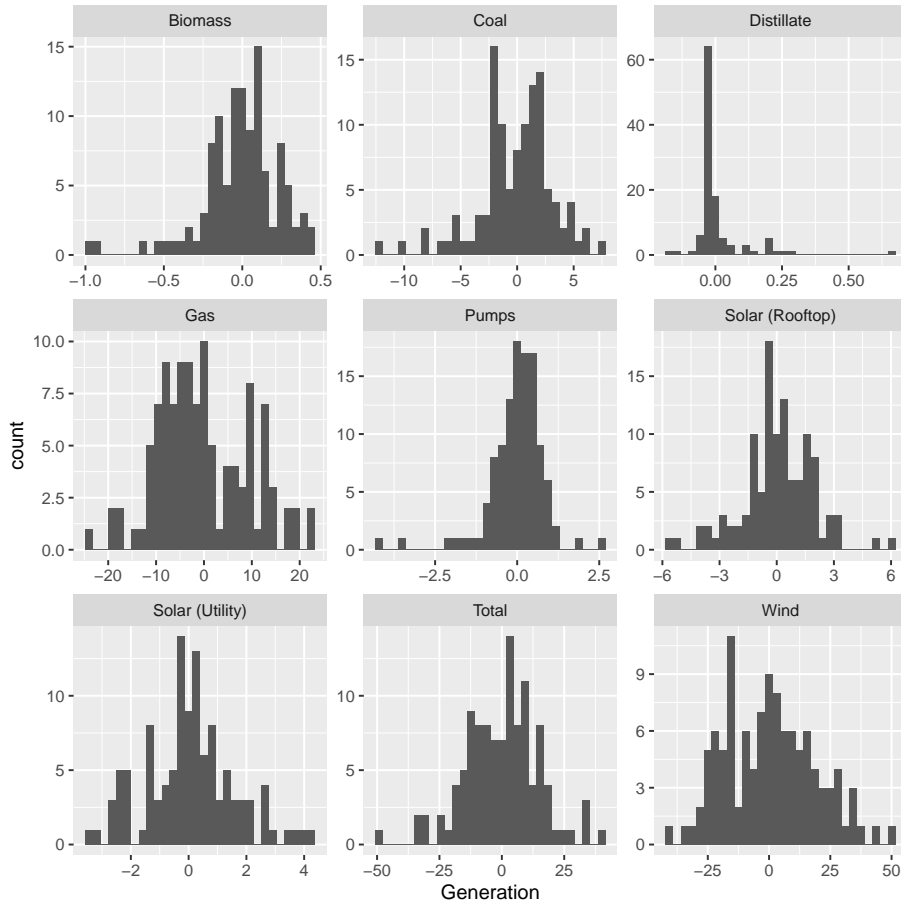 Biomass Coal Distillate
15
10
5
0
15
10
5
0
60
40
20
0
−1.0 −0.5 0.0 0.5
−10 −5 0 5
0.00 0.25 0.50
Gas Pumps Solar (Rooftop)
10.0
7.5
5.0
2.5
0.0
15
10
5
0
15
10
5
0
−20 −10 0 10 20
−2.5 0.0 2.5
−6 −3 0 3 6
Solar (Utility) Total Wind
10
5
0
10
5
0
9
6
3
0
−2 0 2 4
−50 −25 0 25
−25 0 25 50
count
Generation